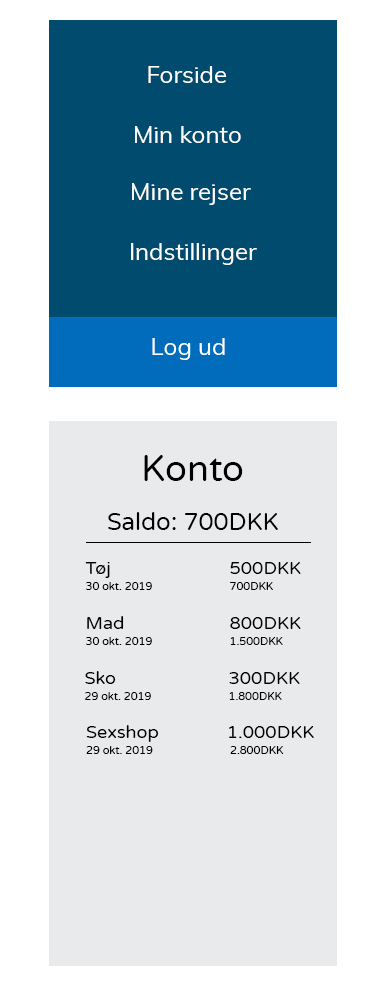 Forside
Min konto
Mine rejser
Indstillinger
Log ud
Konto
Saldo: 700DKK
Tøj 500DKK
30 okt. 2019 700DKK
Mad 800DKK
30 okt. 2019 1.500DKK
Sko 300DKK
29 okt. 2019 1.800DKK
Sexshop 1.000DKK
29 okt. 2019 2.800DKK